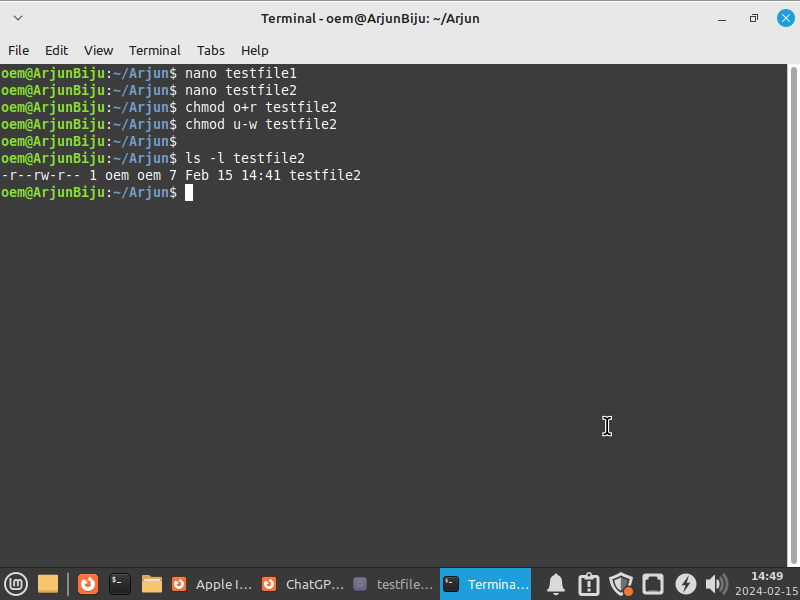 Terminal - oem@ArjunBiju: ~/Arjun
File Edit View Terminal Tabs Help
oem@ArjunBiju:~/Arjun$ nano testfile1
oem@ArjunBiju:~/Arjun$ nano testfile2
oem@ArjunBiju:~/Arjun$ chmod o+r testfile2
oem@ArjunBiju:~/Arjun$ chmod u-w testfile2
oem@ArjunBiju:~/Arjun$
oem@ArjunBiju:~/Arjun$ ls -l testfile2
-r--rw-r-- 1 oem oem 7 Feb 15 14:41 testfile2
oem@ArjunBiju:~/Arjun$
Apple I... ChatGP... testfile... Termina...
14:49
2024-02-15